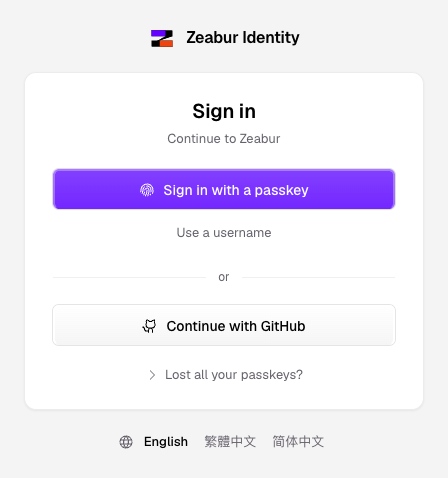 Zeabur Identity
Sign in
Continue to Zeabur
Sign in with a passkey
Use a username
or
Continue with GitHub
Lost all your passkeys?
English 繁體中文 简体中文